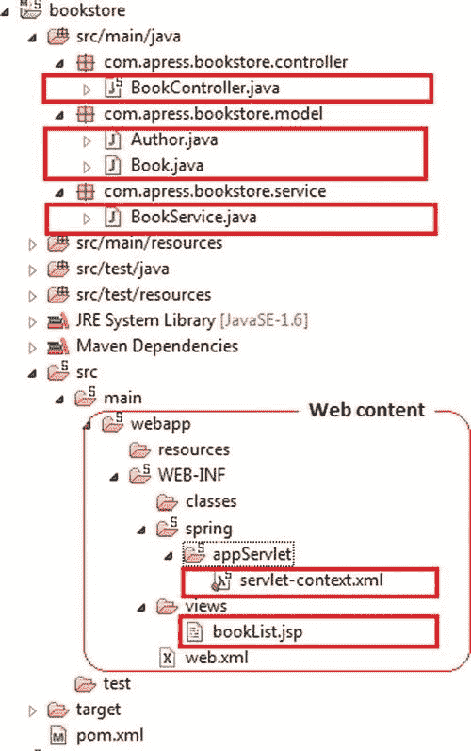 bookstore
src/main/java
com.apress.bookstore.controller
BookController.java
com.apress.bookstore.model
Author.java
Book.java
com.apress.bookstore.service
BookService.java
src/main/resources
src/test/java
src/test/resources
JRE System Library [JavaSE-1.6]
Maven Dependencies
src
main
Web content
webapp
resources
WEB-INF
classes
spring
appServlet
servlet-context.xml
views
bookList.jsp
web.xml
test
target
pom.xml